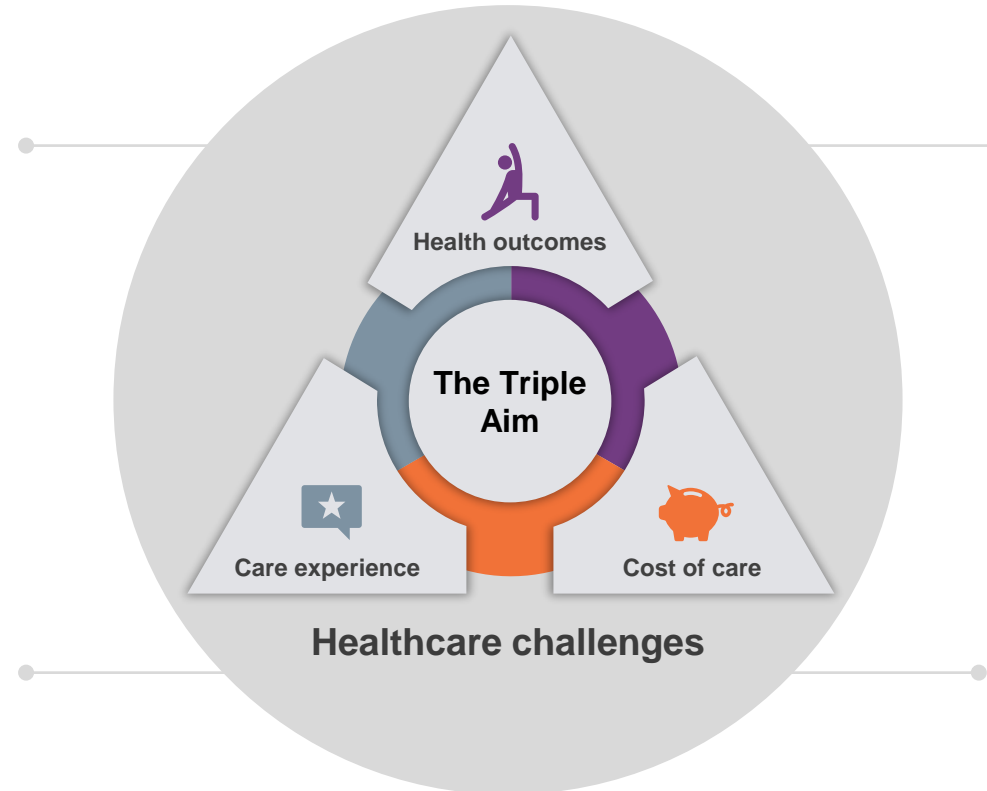 Health outcomes
The Triple
Aim
Care experience
Cost of care
Healthcare challenges